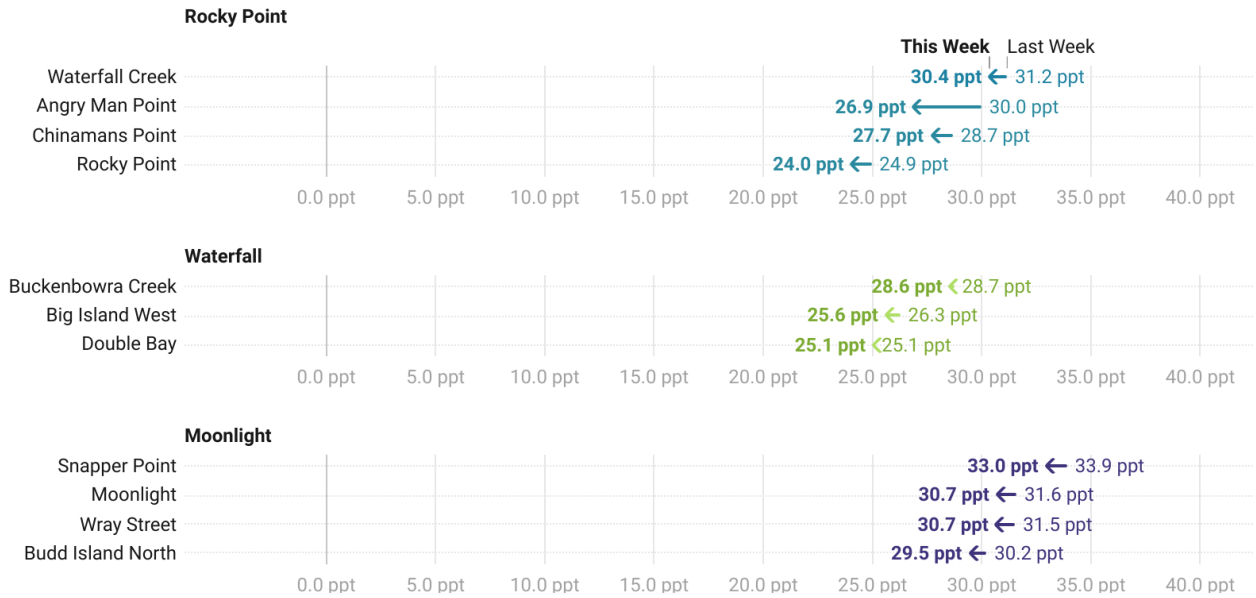 Rocky Point
This Week Last Week
Waterfall Creek 30.4 ppt 31.2 ppt
Angry Man Point 26.9 ppt 30.0 ppt
Chinamans Point 27.7 ppt 28.7 ppt
Rocky Point 24.0 ppt 24.9 ppt
0.0 ppt 5.0 ppt 10.0 ppt 15.0 ppt 20.0 ppt 25.0 ppt 30.0 ppt 35.0 ppt 40.0 ppt
Waterfall
Buckenbowra Creek 28.6 ppt 28.7 ppt
Big Island West 25.6 ppt 26.3 ppt
Double Bay 25.1 ppt 25.1 ppt
0.0 ppt 5.0 ppt 10.0 ppt 15.0 ppt 20.0 ppt 25.0 ppt 30.0 ppt 35.0 ppt 40.0 ppt
Moonlight
Snapper Point 33.0 ppt 33.9 ppt
Moonlight 30.7 ppt 31.6 ppt
Wray Street 30.7 ppt 31.5 ppt
Budd Island North 29.5 ppt 30.2 ppt
0.0 ppt 5.0 ppt 10.0 ppt 15.0 ppt 20.0 ppt 25.0 ppt 30.0 ppt 35.0 ppt 40.0 ppt